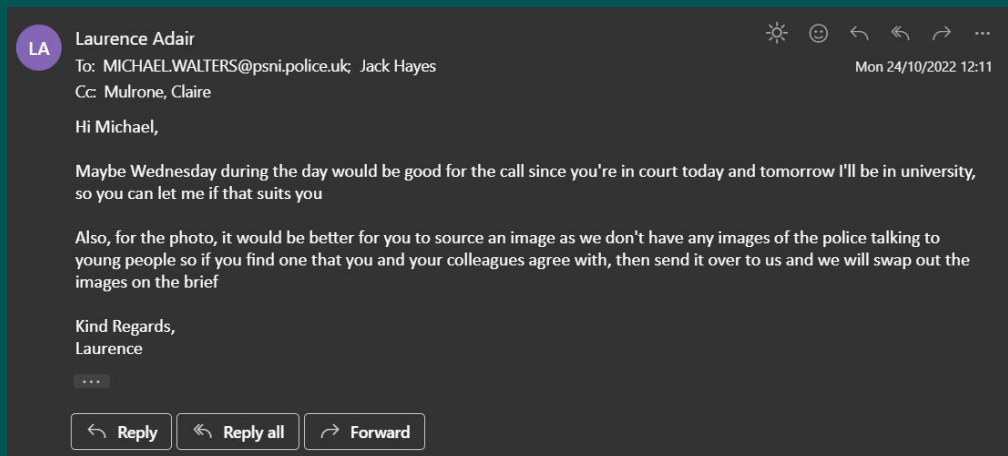 LA
Laurence Adair
To: MICHAEL.WALTERS@psni.police.uk; Jack Hayes
Mon 24/10/2022 12:11
Cc: Mulrone, Claire
Hi Michael,
Maybe Wednesday during the day would be good for the call since you're in court today and tomorrow I'll be in university,
so you can let me if that suits you
Also, for the photo, it would be better for you to source an image as we don't have any images of the police talking to
young people so if you find one that you and your colleagues agree with, then send it over to us and we will swap out the
images on the brief
Kind Regards,
Laurence
...
Reply
Reply all
Forward